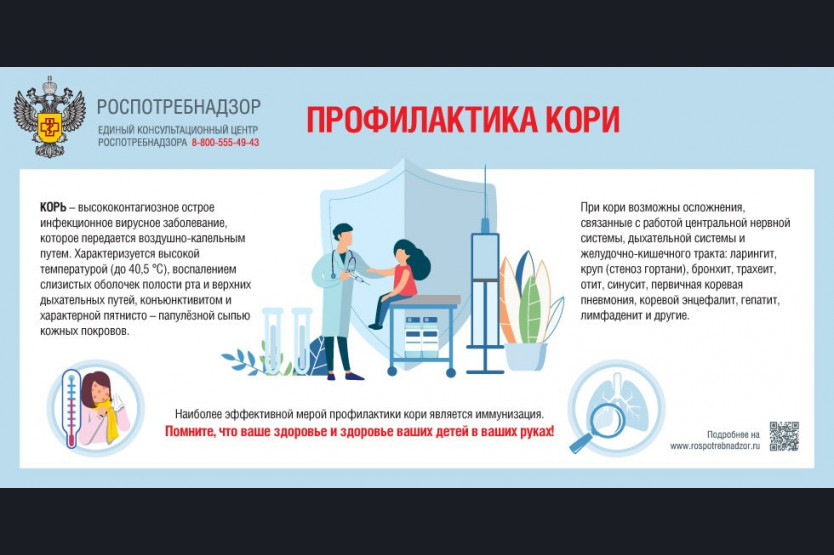 РОСПОТРЕБНАДЗОР
ЕДИНЫЙ КОНСУЛЬТАЦИОННЫЙ ЦЕНТР
РОСПОТРЕБНАДЗОРА 8-800-555-49-43
ПРОФИЛАКТИКА КОРИ
КОРЬ – высококонтагиозное острое
инфекционное вирусное заболевание,
которое передается воздушно-капельным
путем. Характеризуется высокой
температурой (до 40,5 °C), воспалением
слизистых оболочек полости рта и верхних
дыхательных путей, конъюнктивитом и
характерной пятнисто – папулёзной сыпью
кожных покровов.
При кори возможны осложнения,
связанные с работой центральной нервной
системы, дыхательной системы и
желудочно-кишечного тракта: ларингит,
круп (стеноз гортани), бронхит, трахеит,
отит, синусит, первичная коревая
пневмония, коревой энцефалит, гепатит,
лимфаденит и другие.
Наиболее эффективной мерой профилактики кори является иммунизация.
Помните, что ваше здоровье и здоровье ваших детей в ваших руках!
Подробнее на
www.rospotrebnadzor.ru